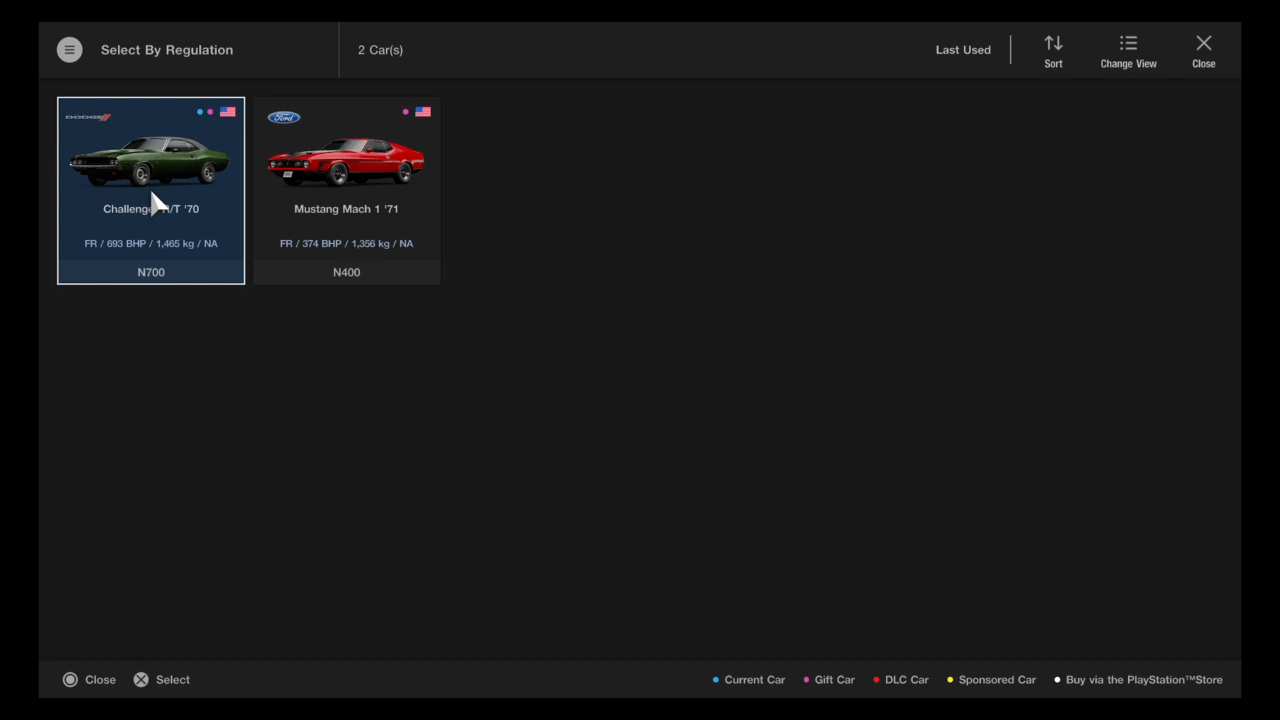 Select By Regulation
2 Car(s)
Last Used
Sort
Change View
Close
DODGE
Ford
Challenger R/T '70
Mustang Mach 1 '71
FR / 693 BHP / 1,465 kg / NA
FR / 374 BHP / 1,356 kg / NA
N700
N400
Close
Select
Current Car
Gift Car
DLC Car
Sponsored Car
Buy via the PlayStation™Store